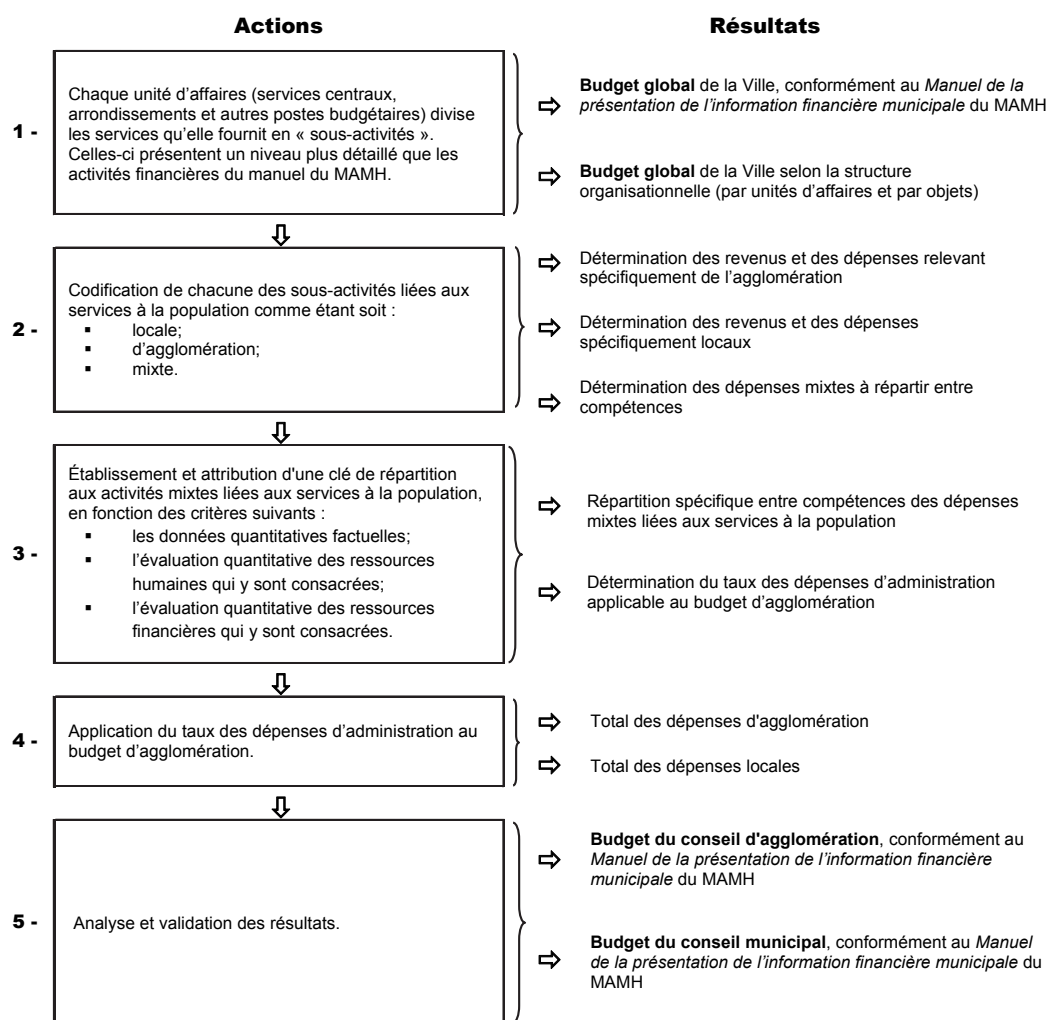 Actions
Résultats
1 -
Chaque unité d’affaires (services centraux,
arrondissements et autres postes budgétaires) divise
les services qu’elle fournit en « sous-activités ».
Celles-ci présentent un niveau plus détaillé que les
activités financières du manuel du MAMH.
Budget global de la Ville, conformément au Manuel de la
présentation de l’information financière municipale du MAMH
Budget global de la Ville selon la structure
organisationnelle (par unités d’affaires et par objets)
2 -
Codification de chacune des sous-activités liées aux
services à la population comme étant soit :
▪ locale;
▪ d’agglomération;
▪ mixte.
Détermination des revenus et des dépenses relevant
spécifiquement de l’agglomération
Détermination des revenus et des dépenses
spécifiquement locaux
Détermination des dépenses mixtes à répartir entre
compétences
3 -
Établissement et attribution d'une clé de répartition
aux activités mixtes liées aux services à la population,
en fonction des critères suivants :
▪ les données quantitatives factuelles;
▪ l’évaluation quantitative des ressources
humaines qui y sont consacrées;
▪ l’évaluation quantitative des ressources
financières qui y sont consacrées.
Répartition spécifique entre compétences des dépenses
mixtes liées aux services à la population
Détermination du taux des dépenses d’administration
applicable au budget d’agglomération
4 -
Application du taux des dépenses d’administration au
budget d’agglomération.
Total des dépenses d'agglomération
Total des dépenses locales
5 -
Analyse et validation des résultats.
Budget du conseil d'agglomération, conformément au
Manuel de la présentation de l’information financière
municipale du MAMH
Budget du conseil municipal, conformément au Manuel
de la présentation de l’information financière municipale du
MAMH